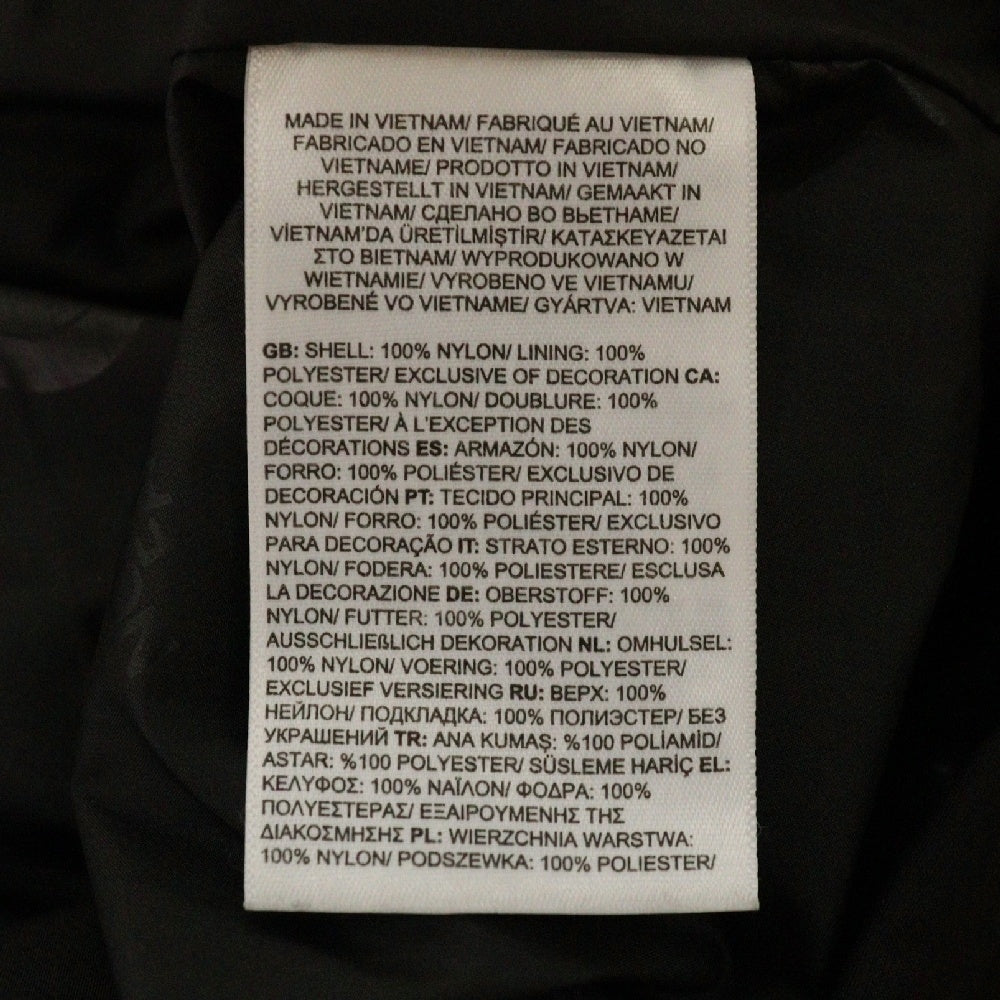 MADE IN VIETNAM/ FABRIQUÉ AU VIETNAM/
FABRICADO EN VIETNAM/ FABRICADO NO
VIETNAME/ PRODOTTO IN VIETNAM/
HERGESTELLT IN VIETNAM/ GEMAAKT IN
VIETNAM/ СДЕЛАНО ВО ВЬЕТНАМЕ/
VİETNAM'DA ÜRETİLMİŞTİR/ ΚΑΤΑΣΚΕΥΑΖΕΤΑΙ
ΣΤΟ ΒΙΕΤΝΑΜ/ WYPRODUKOWANO W
WIETNAMIE/ VYROBENO VE VIETNAMU/
VYROBENÉ VO VIETNAME/ GYÁRTVA: VIETNAM
GB: SHELL: 100% NYLON/ LINING: 100%
POLYESTER/ EXCLUSIVE OF DECORATION CA:
COQUE: 100% NYLON/ DOUBLURE: 100%
POLYESTER/ À L'EXCEPTION DES
DÉCORATIONS ES: ARMAZÓN: 100% NYLON/
FORRO: 100% POLIÉSTER/ EXCLUSIVO DE
DECORACIÓN PT: TECIDO PRINCIPAL: 100%
NYLON/ FORRO: 100% POLIÉSTER/ EXCLUSIVO
PARA DECORAÇÃO IT: STRATO ESTERNO: 100%
NYLON/ FODERA: 100% POLIESTERE/ ESCLUSA
LA DECORAZIONE DE: OBERSTOFF: 100%
NYLON/ FUTTER: 100% POLYESTER/
AUSSCHLIEßLICH DEKORATION NL: OMHULSEL:
100% NYLON/ VOERING: 100% POLYESTER/
EXCLUSIEF VERSIERING RU: ВЕРХ: 100%
НЕЙЛОН/ ПОДКЛАДКА: 100% ПОЛИЭСТЕР/ БЕЗ
УКРАШЕНИЙ TR: ANA KUMAŞ: %100 POLİAMİD/
ASTAR: %100 POLYESTER/ SÜSLEME HARİÇ EL:
ΚΕΛΥΦΟΣ: 100% ΝΑΪΛΟΝ/ ΦΟΔΡΑ: 100%
ΠΟΛΥΕΣΤΕΡΑΣ/ ΕΞΑΙΡΟΥΜΕΝΗΣ ΤΗΣ
ΔΙΑΚΟΣΜΗΣΗΣ PL: WIERZCHNIA WARSTWA:
100% NYLON/ PODSZEWKA: 100% POLIESTER/